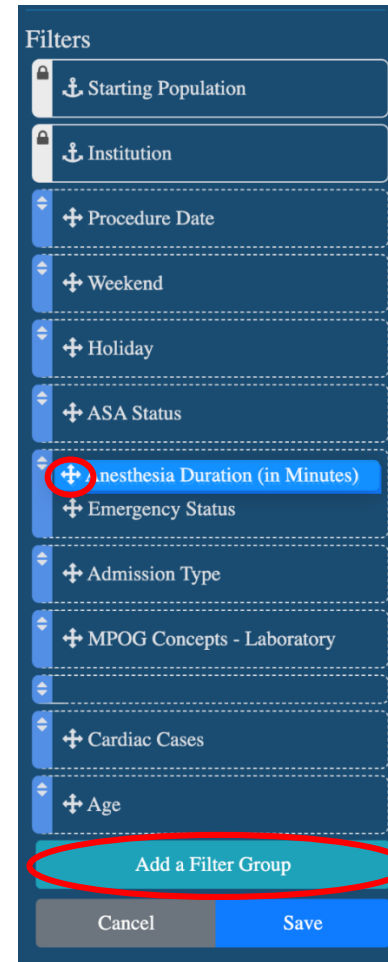 Filters
Starting Population
Institution
Procedure Date
Weekend
Holiday
ASA Status
Anesthesia Duration (in Minutes)
Emergency Status
Admission Type
MPOG Concepts - Laboratory
Cardiac Cases
Age
Add a Filter Group
Cancel Save